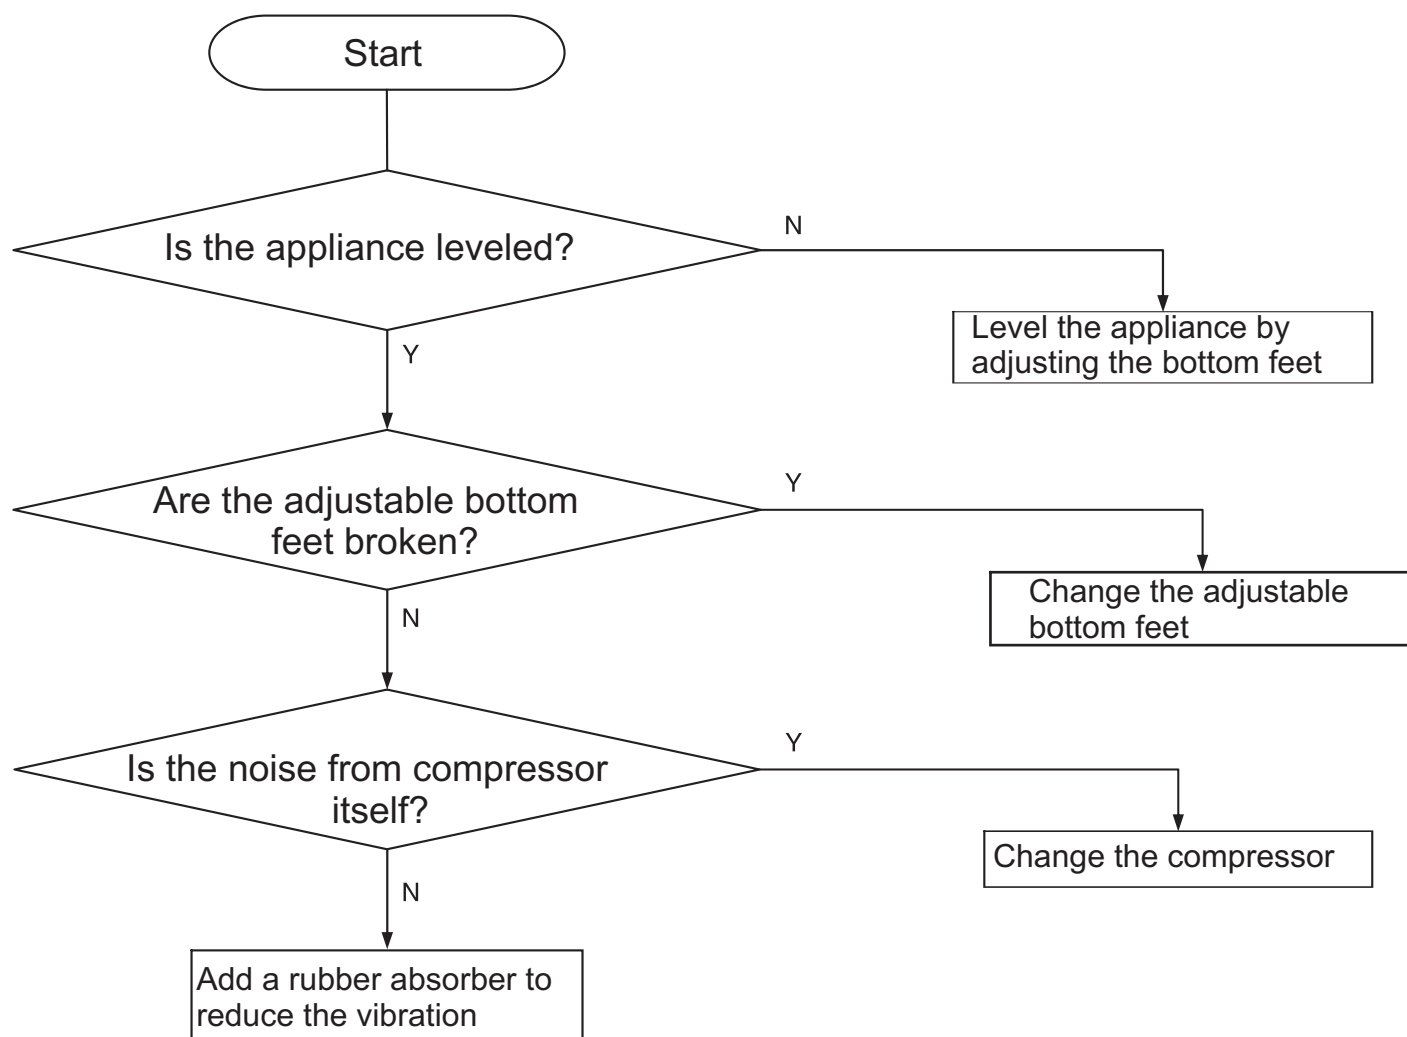 Start
Is the appliance leveled?
N
Level the appliance by
adjusting the bottom feet
Y
Are the adjustable bottom
feet broken?
Y
Change the adjustable
bottom feet
N
Is the noise from compressor
itself?
Y
Change the compressor
N
Add a rubber absorber to
reduce the vibration